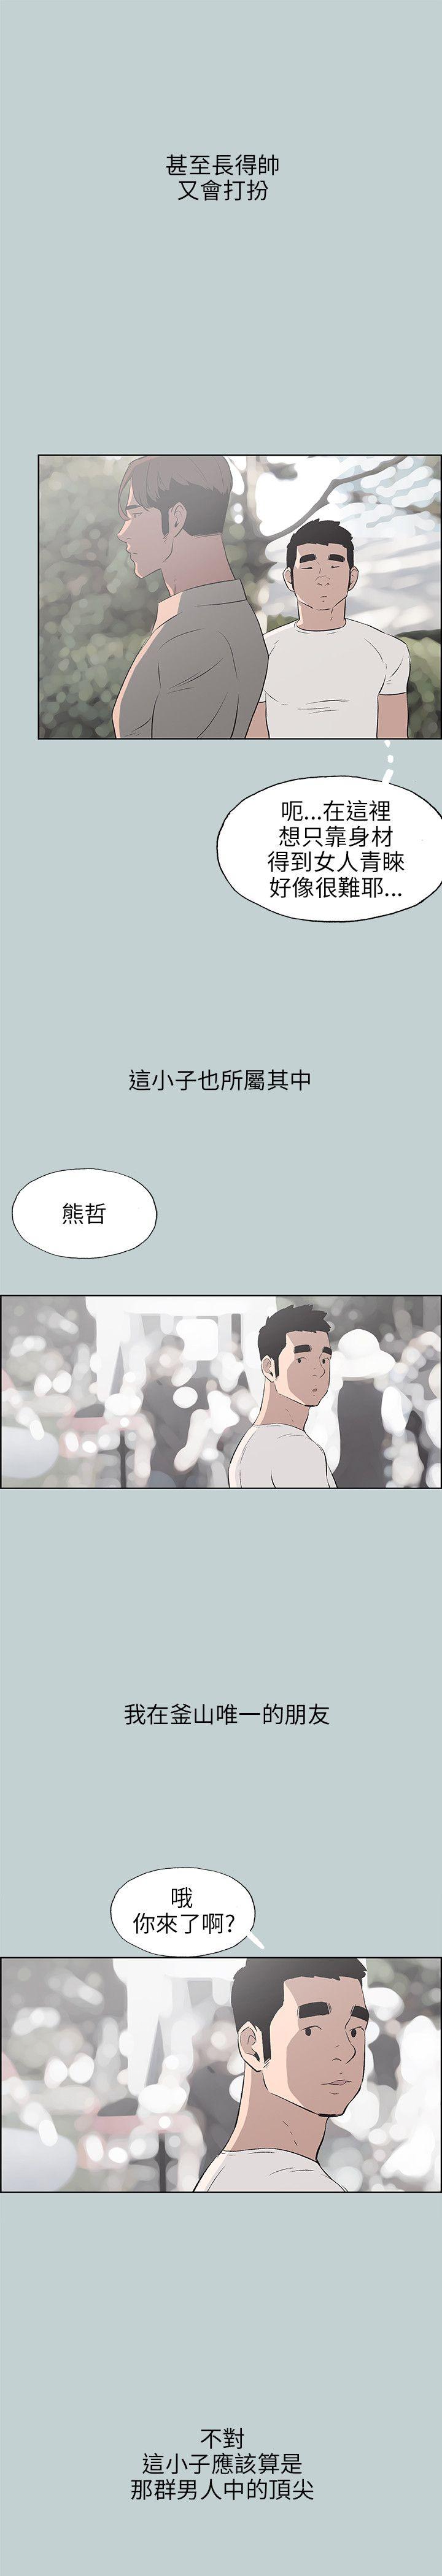 甚至長得帥
又會打扮
呃...在這裡
想只靠身材
得到女人青睞
好像很難耶...
這小子也所屬其中
熊哲
我在釜山唯一的朋友
哦
你來了啊?
不對
這小子應該算是
那群男人中的頂尖